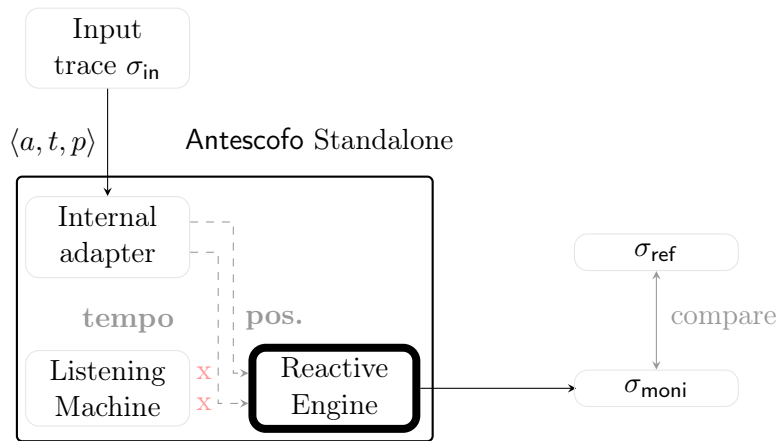 Input
trace σin
⟨a, t, p⟩
Antescofo Standalone
Internal
adapter
σref
tempo
pos.
compare
Listening
Machine
x
x
Reactive
Engine
σmoni